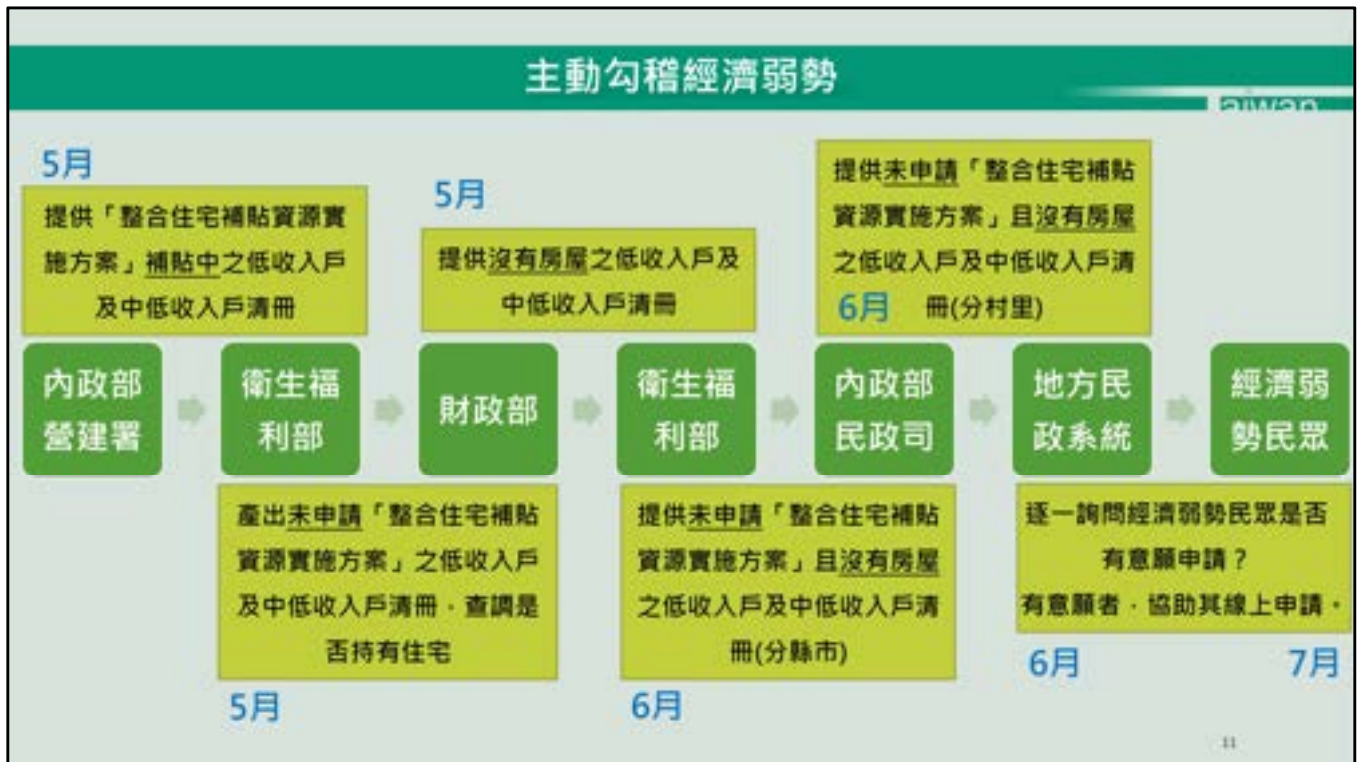 主動勾稽經濟弱勢
Taiwan
5月
提供「整合住宅補貼資源實
施方案」補貼中之低收入戶
及中低收入戶清冊
5月
提供沒有房屋之低收入戶及
中低收入戶清冊
提供未申請「整合住宅補貼
資源實施方案」且沒有房屋
之低收入戶及中低收入戶清
6月 冊(分村里)
內政部
營建署
衛生福
利部
財政部
衛生福
利部
內政部
民政司
地方民
政系統
經濟弱
勢民眾
產出未申請「整合住宅補貼
資源實施方案」之低收入戶
及中低收入戶清冊，查調是
否持有住宅
5月
提供未申請「整合住宅補貼
資源實施方案」且沒有房屋
之低收入戶及中低收入戶清
冊(分縣市)
6月
逐一詢問經濟弱勢民眾是否
有意願申請？
有意願者，協助其線上申請。
6月 7月
11